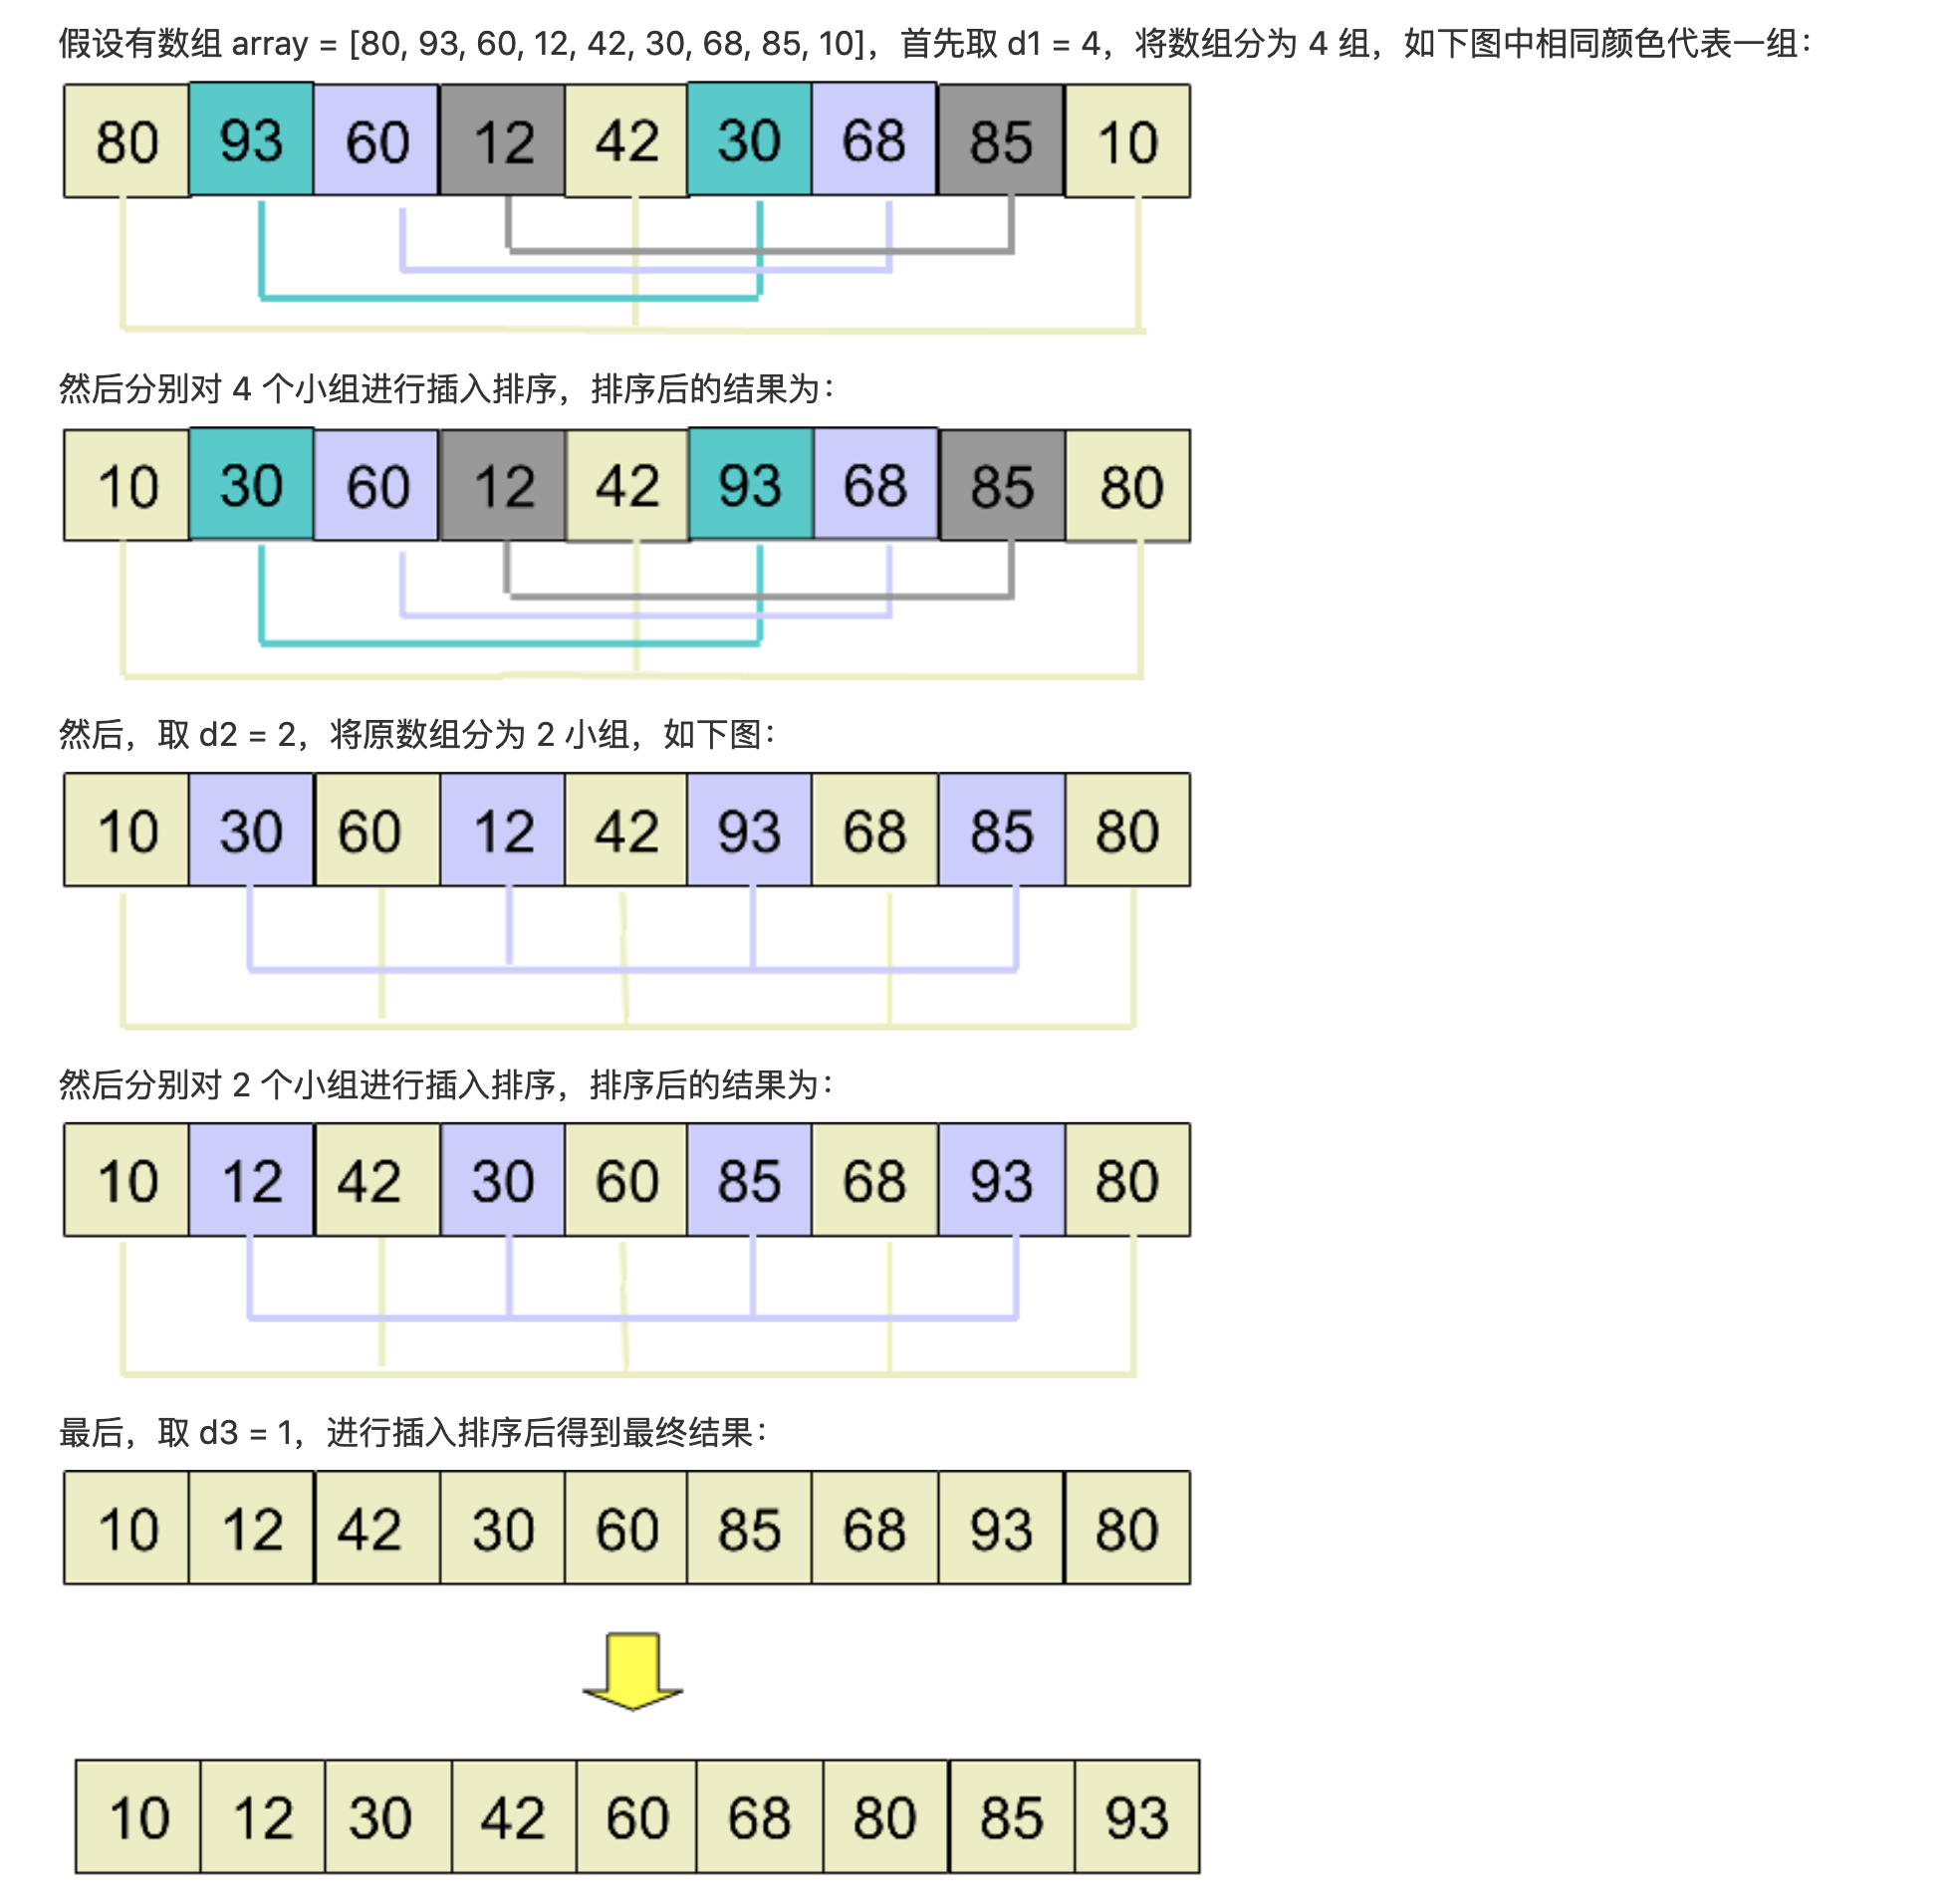 假设有数组 array = [80, 93, 60, 12, 42, 30, 68, 85, 10]，首先取 d1 = 4，将数组分为 4 组，如下图中相同颜色代表一组：
80 93 60 12 42 30 68 85 10
然后分别对 4 个小组进行插入排序，排序后的结果为：
10 30 60 12 42 93 68 85 80
然后，取 d2 = 2，将原数组分为 2 小组，如下图：
10 30 60 12 42 93 68 85 80
然后分别对 2 个小组进行插入排序，排序后的结果为：
10 12 42 30 60 85 68 93 80
最后，取 d3 = 1，进行插入排序后得到最终结果：
10 12 42 30 60 85 68 93 80
10 12 30 42 60 68 80 85 93